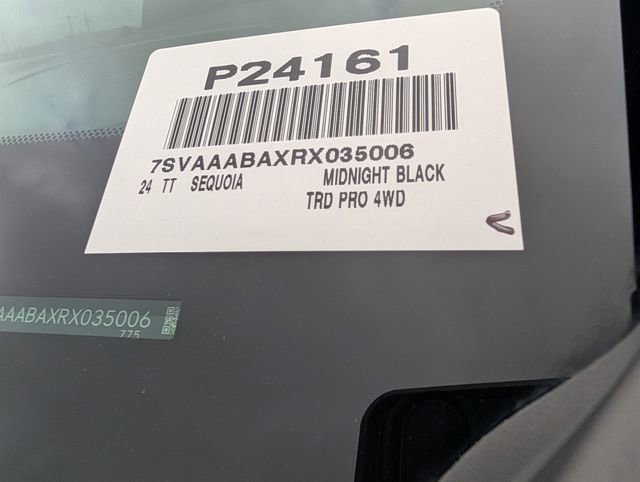 P24161
7SVAAABAXRX035006
24 TT SEQUOIA MIDNIGHT BLACK
TRD PRO 4WD
AAABAXRX035006
775